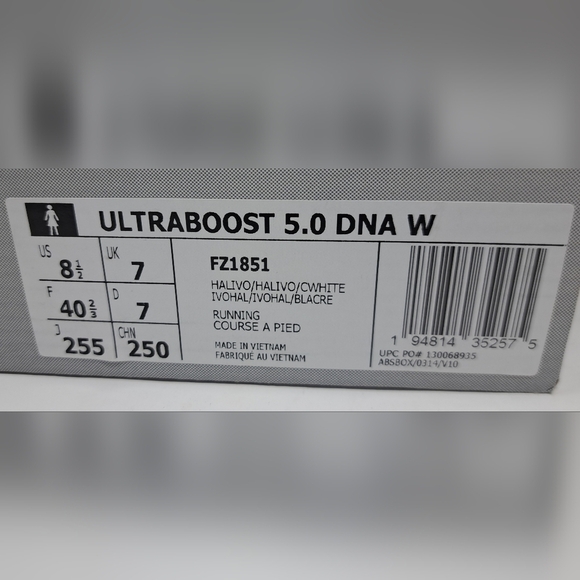 ULTRABOOST 5.0 DNA W
US 8½ UK 7
F 40⅔ D 7
J 255 CHN 250
FZ1851
HALIVO/HALIVO/CWHITE
IVOHAL/IVOHAL/BLACRE
RUNNING
COURSE A PIED
MADE IN VIETNAM
FABRIQUÉ AU VIETNAM
1 94814 35257 5
UPC PO# 130068935
ABSBOX/0314/V10